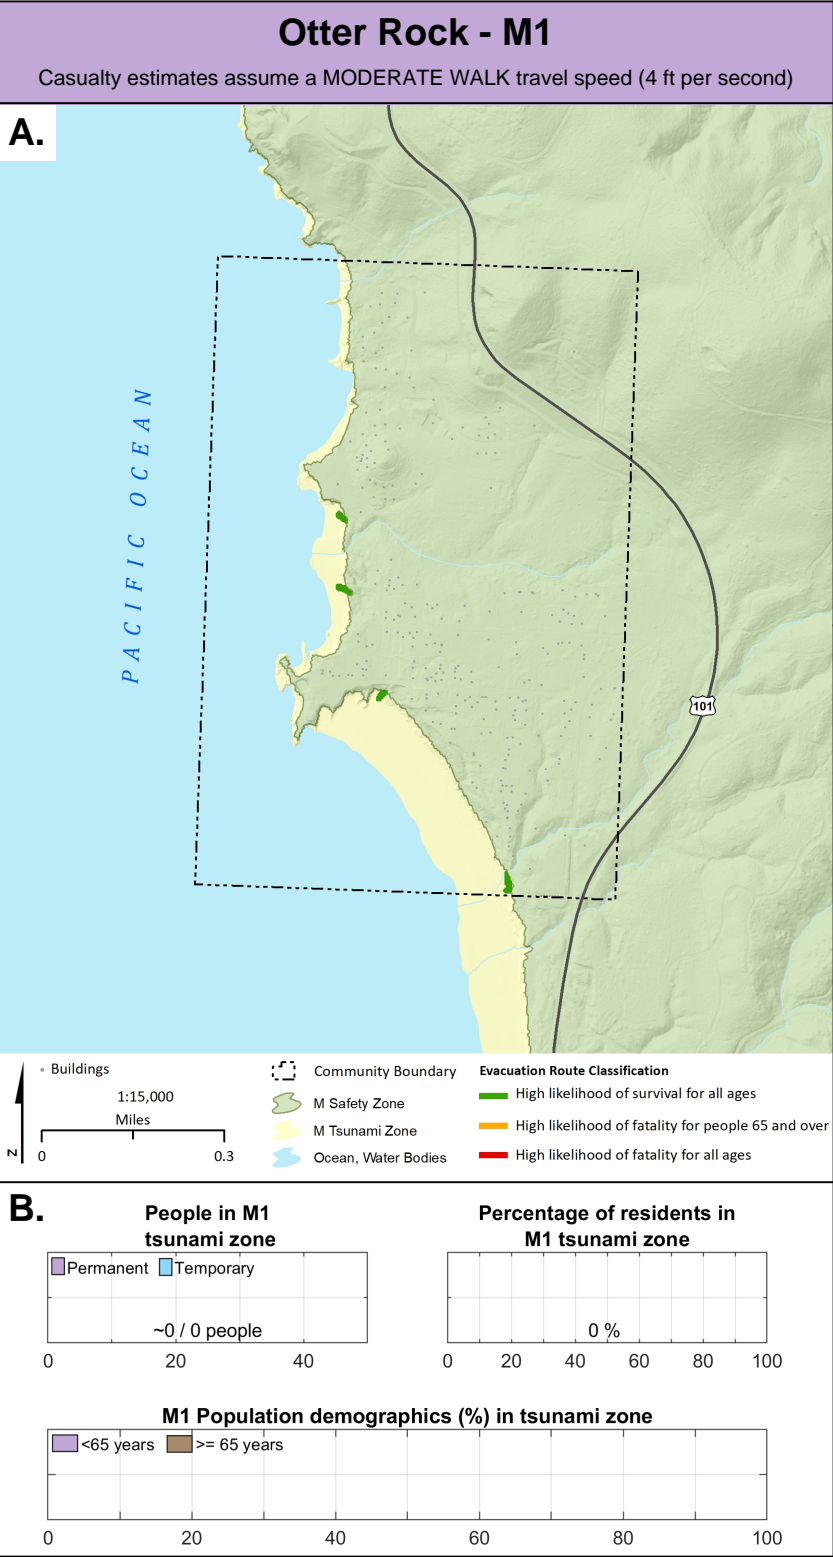 Otter Rock - M1
Casualty estimates assume a MODERATE WALK travel speed (4 ft per second)
A.
PACIFIC OCEAN
101
Buildings
1:15,000
Miles
0 0.3
N
Community Boundary
M Safety Zone
M Tsunami Zone
Ocean, Water Bodies
Evacuation Route Classification
High likelihood of survival for all ages
High likelihood of fatality for people 65 and over
High likelihood of fatality for all ages
B.
People in M1
tsunami zone
Permanent Temporary
~0 / 0 people
0 20 40
Percentage of residents in
M1 tsunami zone
0 %
0 20 40 60 80 100
M1 Population demographics (%) in tsunami zone
<65 years >= 65 years
0 20 40 60 80 100